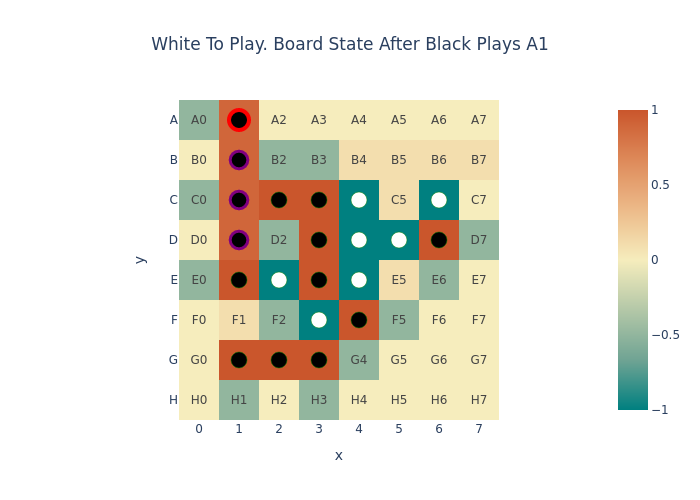 White To Play. Board State After Black Plays A1
A A0 A2 A3 A4 A5 A6 A7
B B0 B2 B3 B4 B5 B6 B7
C C0 C5 C7
D D0 D2 D7
E E0 E5 E6 E7
F F0 F1 F2 F5 F6 F7
G G0 G4 G5 G6 G7
H H0 H1 H2 H3 H4 H5 H6 H7
0 1 2 3 4 5 6 7
x
y
1
0.5
0
−0.5
−1